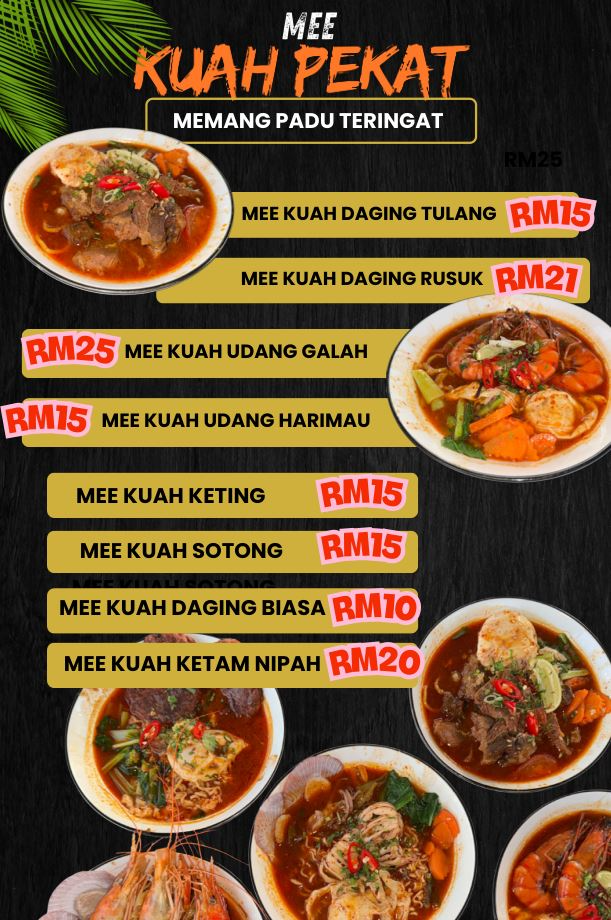 MEE
KUAH PEKAT
MEMANG PADU TERINGAT
RM25
MEE KUAH DAGING TULANG RM15
MEE KUAH DAGING RUSUK RM21
RM25 MEE KUAH UDANG GALAH
RM15 MEE KUAH UDANG HARIMAU
MEE KUAH KETING RM15
MEE KUAH SOTONG RM15
MEE KUAH SOTONG
MEE KUAH DAGING BIASA RM10
MEE KUAH KETAM NIPAH RM20